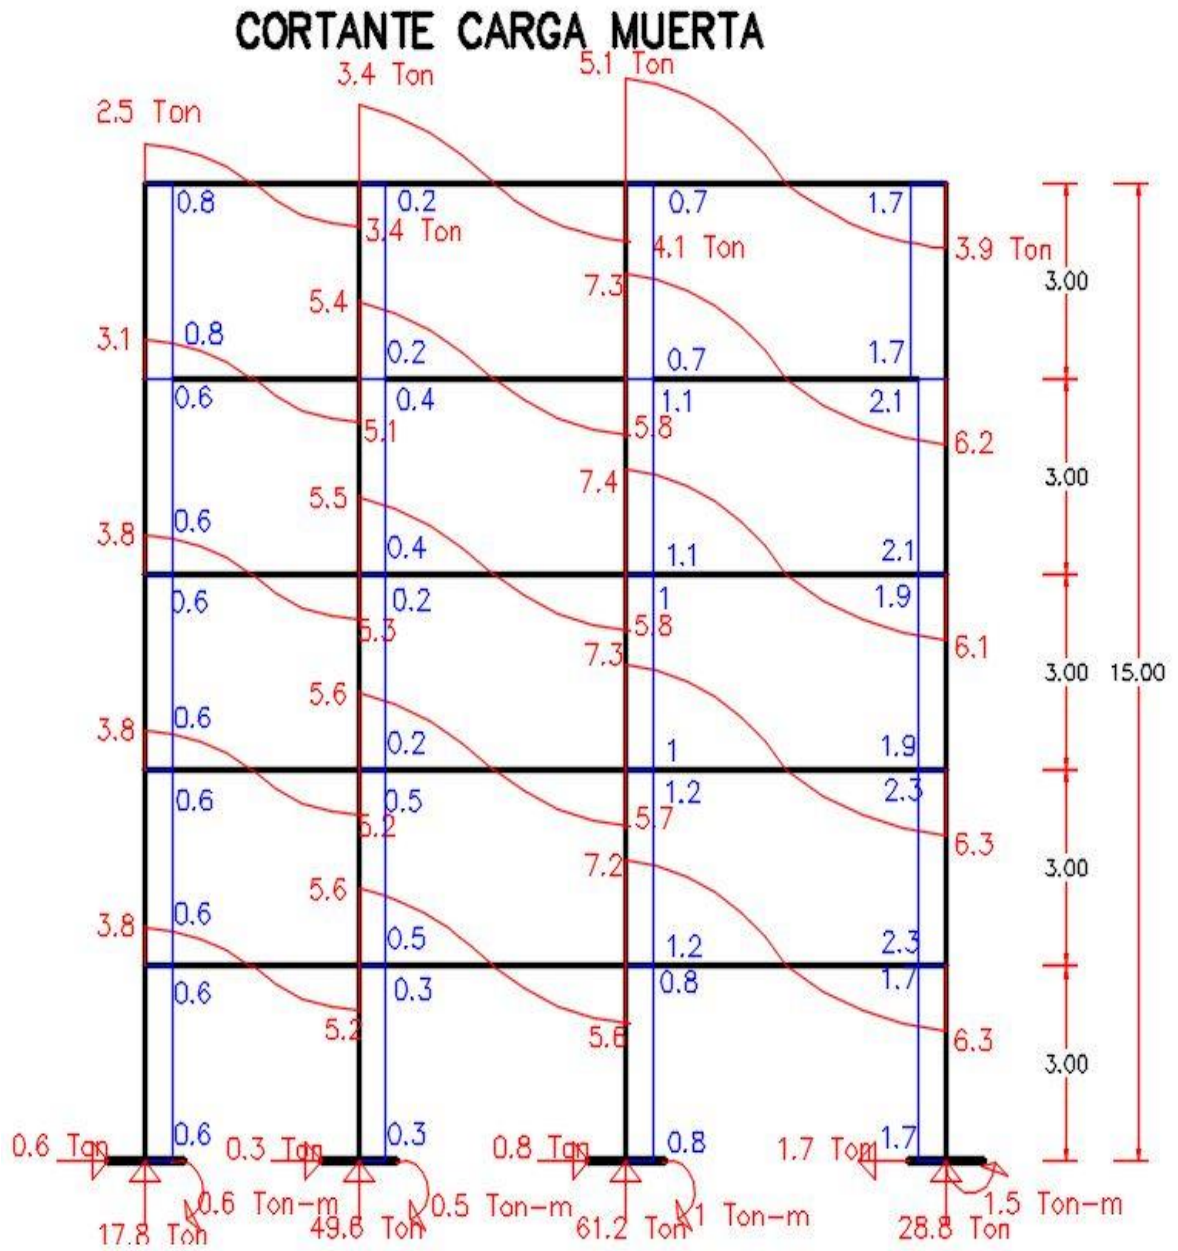 CORTANTE CARGA MUERTA
5.1 Ton
3.4 Ton
2.5 Ton
0.8 0.2 0.7 1.7
3.4 Ton 4.1 Ton 3.9 Ton
5.4 7.3 3.00
3.1 0.8 0.2 0.7 1.7
0.6 0.4 1.1 2.1
5.1 5.8 6.2
5.5 7.4 3.00
3.8 0.6 0.4 1.1 2.1
0.6 0.2 1 1.9
5.3 5.8 6.1
5.6 7.3 3.00 15.00
3.8 0.6 0.2 1 1.9
0.6 0.5 1.2 2.3
5.2 5.7 6.3
5.6 7.2 3.00
3.8 0.6 0.5 1.2 2.3
0.6 0.3 0.8 1.7
5.2 5.6 6.3
3.00
0.6 Ton 0.6 0.3 Ton 0.3 0.8 Ton 0.8 1.7 Ton 1.7
0.6 Ton-m 0.5 Ton-m 1 Ton-m 1.5 Ton-m
17.8 Ton 49.6 Ton 61.2 Ton 28.8 Ton